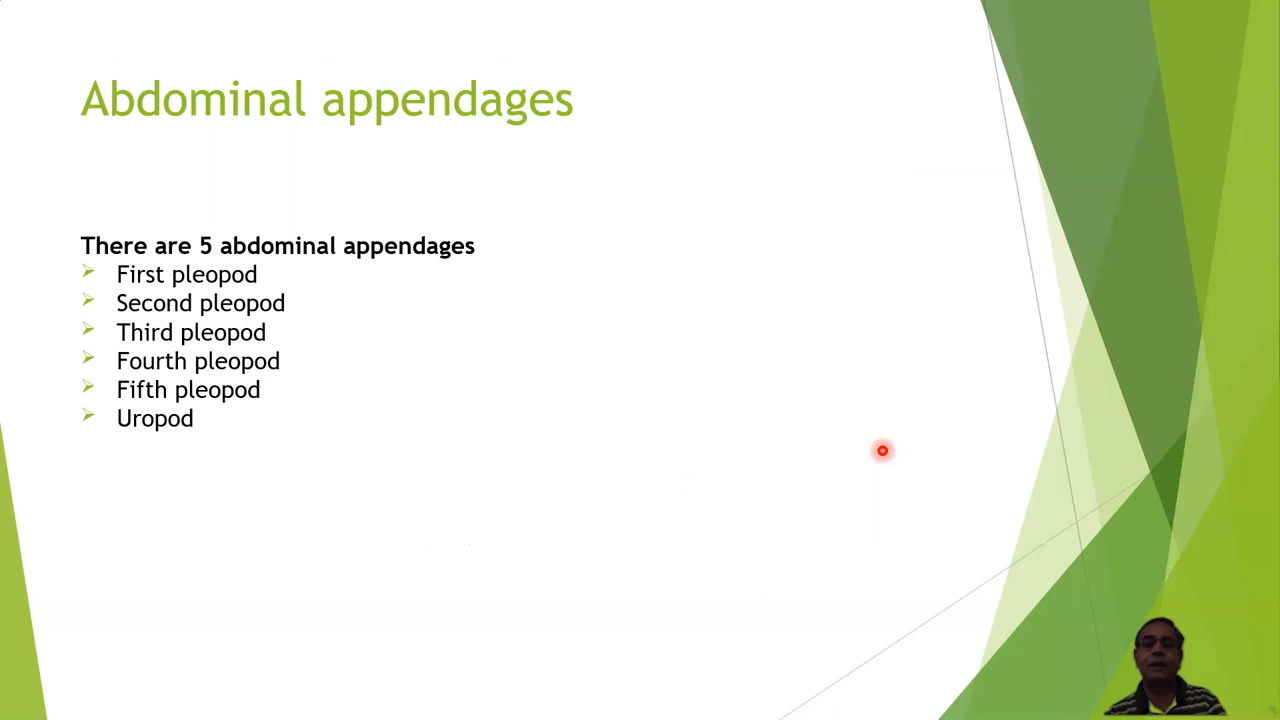 Abdominal appendages
There are 5 abdominal appendages
First pleopod
Second pleopod
Third pleopod
Fourth pleopod
Fifth pleopod
Uropod